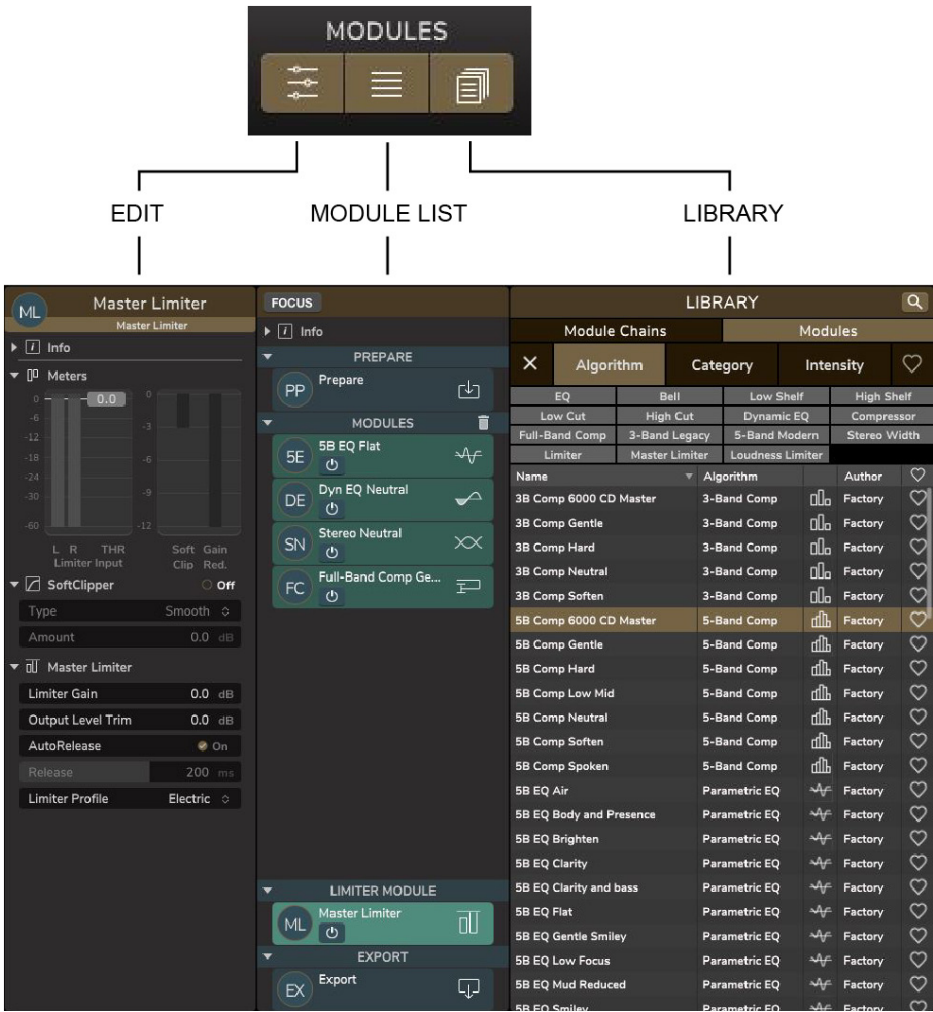 MODULES
EDIT
MODULE LIST
LIBRARY
ML
Master Limiter
Master Limiter
i Info
Meters
0 0.0 0
-6
-3
-12
-18 -6
-24
-30 -9
-60 -12
L R THR
Limiter Input
Soft Gain
Clip Red.
SoftClipper Off
Type Smooth
Amount 0.0 dB
Master Limiter
Limiter Gain 0.0 dB
Output Level Trim 0.0 dB
AutoRelease On
Release 200 ms
Limiter Profile Electric
FOCUS
i Info
PREPARE
PP Prepare
MODULES
5E 5B EQ Flat
DE Dyn EQ Neutral
SN Stereo Neutral
FC Full-Band Comp Ge...
LIMITER MODULE
ML Master Limiter
EXPORT
EX Export
LIBRARY
Module Chains Modules
Algorithm Category Intensity
EQ Bell Low Shelf High Shelf
Low Cut High Cut Dynamic EQ Compressor
Full-Band Comp 3-Band Legacy 5-Band Modern Stereo Width
Limiter Master Limiter Loudness Limiter
Name Algorithm Author
3B Comp 6000 CD Master 3-Band Comp Factory
3B Comp Gentle 3-Band Comp Factory
3B Comp Hard 3-Band Comp Factory
3B Comp Neutral 3-Band Comp Factory
3B Comp Soften 3-Band Comp Factory
5B Comp 6000 CD Master 5-Band Comp Factory
5B Comp Gentle 5-Band Comp Factory
5B Comp Hard 5-Band Comp Factory
5B Comp Low Mid 5-Band Comp Factory
5B Comp Neutral 5-Band Comp Factory
5B Comp Soften 5-Band Comp Factory
5B Comp Spoken 5-Band Comp Factory
5B EQ Air Parametric EQ Factory
5B EQ Body and Presence Parametric EQ Factory
5B EQ Brighten Parametric EQ Factory
5B EQ Clarity Parametric EQ Factory
5B EQ Clarity and bass Parametric EQ Factory
5B EQ Flat Parametric EQ Factory
5B EQ Gentle Smiley Parametric EQ Factory
5B EQ Low Focus Parametric EQ Factory
5B EQ Mud Reduced Parametric EQ Factory
5B EQ Smiley Parametric EQ Factory